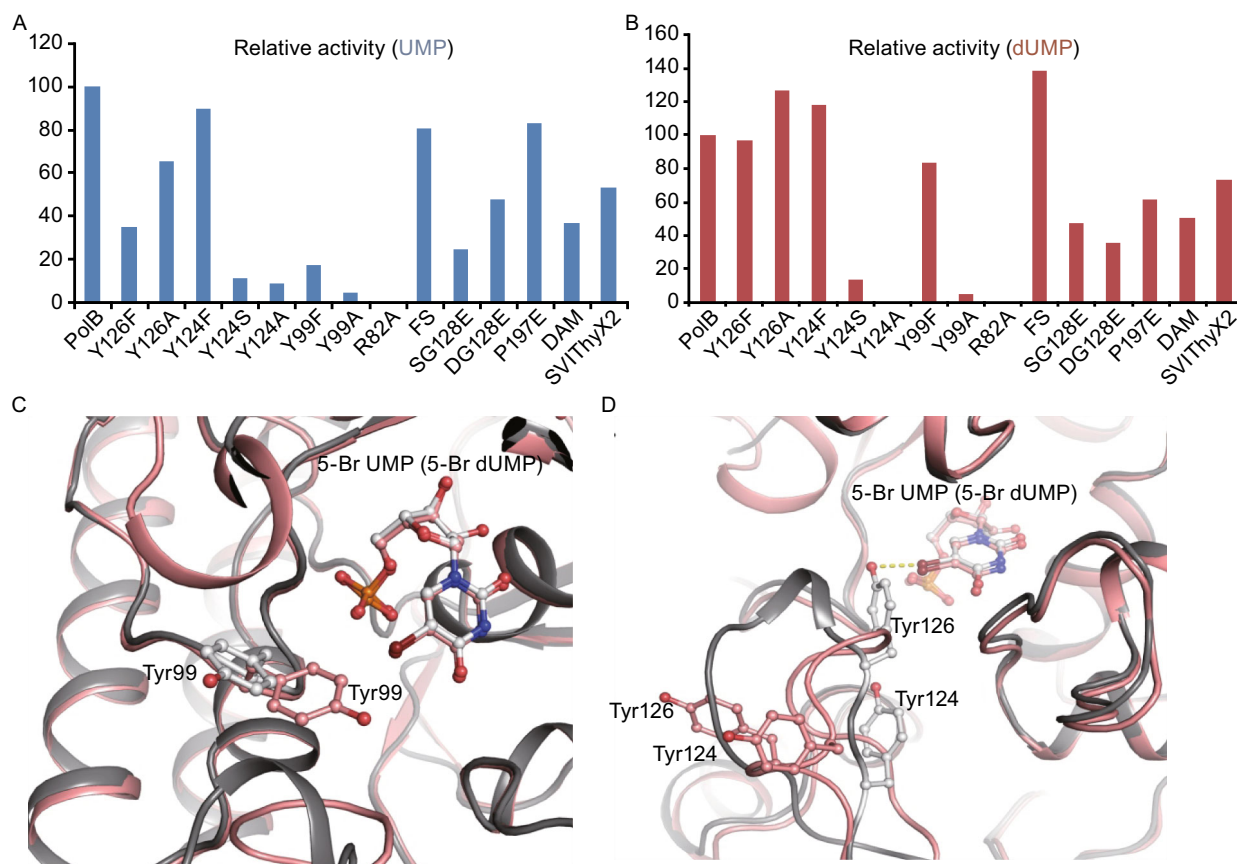 A
Relative activity (UMP)
120
100
80
60
40
20
0
PolB
Y126F
Y126A
Y124F
Y124S
Y124A
Y99F
Y99A
R82A
FS
SG128E
DG128E
P197E
DAM
SVIThyX2
B
Relative activity (dUMP)
160
140
120
100
80
60
40
20
0
PolB
Y126F
Y126A
Y124F
Y124S
Y124A
Y99F
Y99A
R82A
FS
SG128E
DG128E
P197E
DAM
SVIThyX2
C
5-Br UMP (5-Br dUMP)
Tyr99
Tyr99
D
5-Br UMP (5-Br dUMP)
Tyr126
Tyr124
Tyr126
Tyr124